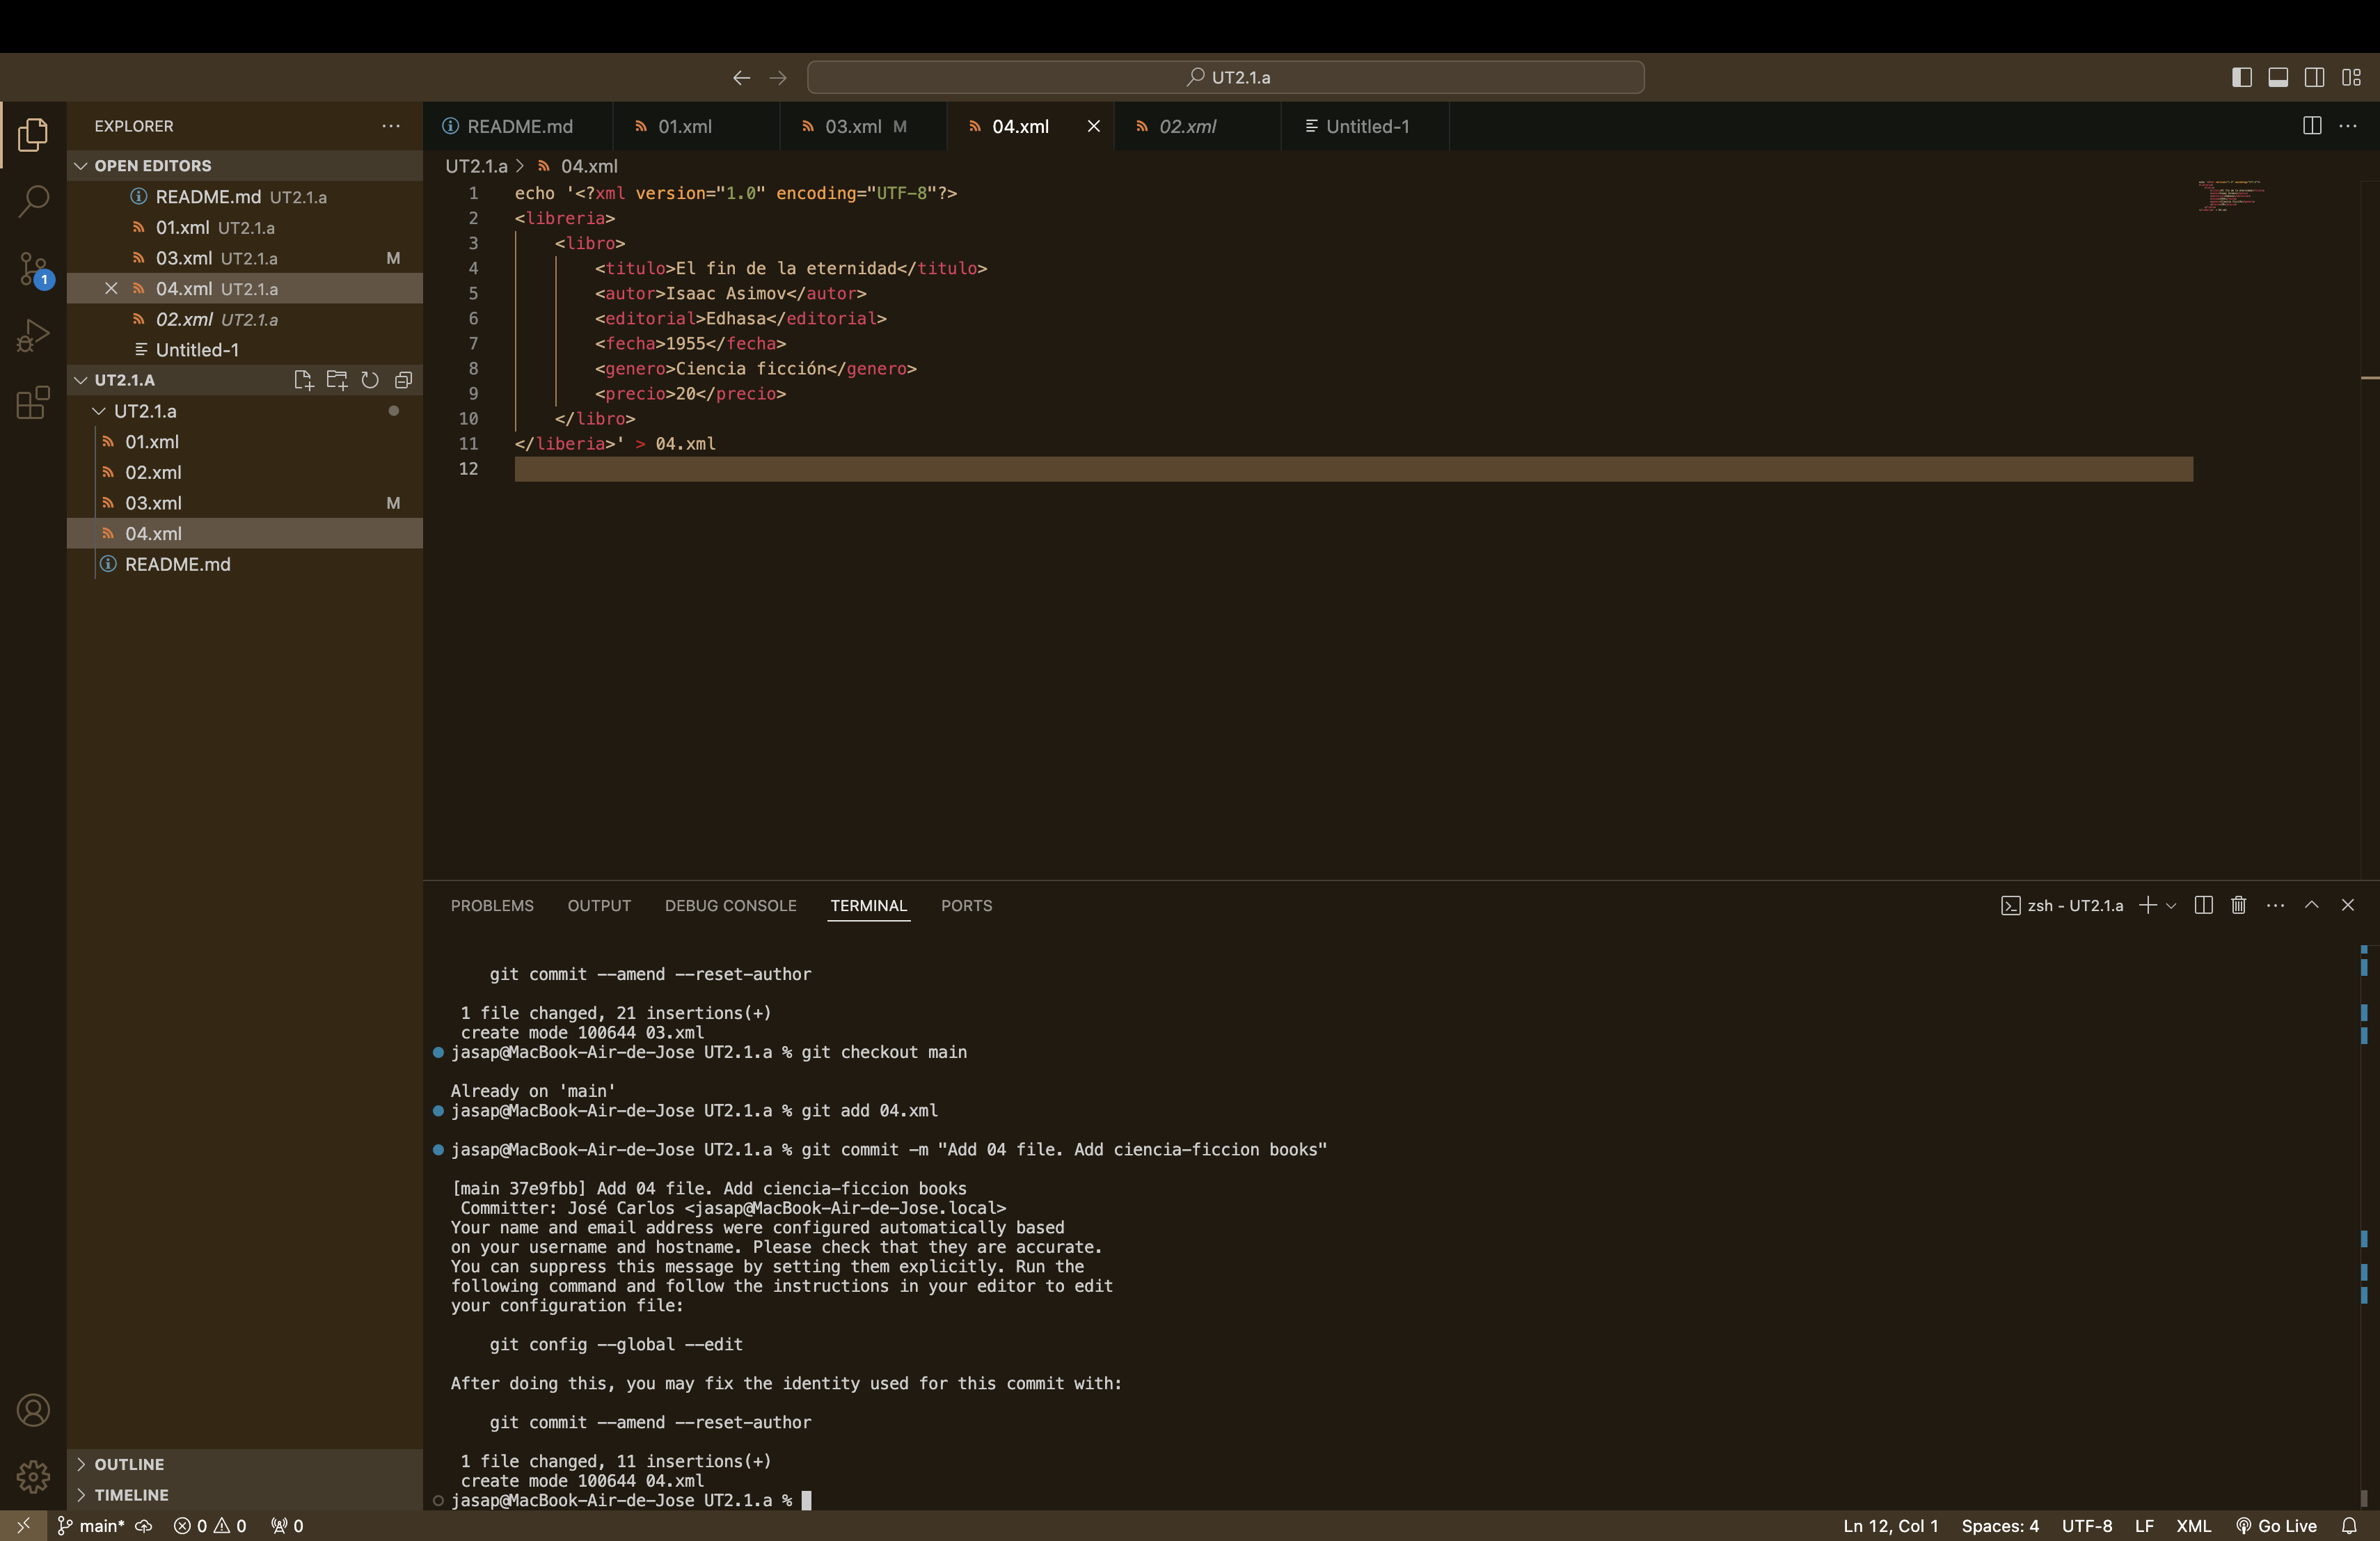 UT2.1.a
EXPLORER
OPEN EDITORS
README.md UT2.1.a
01.xml UT2.1.a
03.xml UT2.1.a M
04.xml UT2.1.a
02.xml UT2.1.a
Untitled-1
UT2.1.A
UT2.1.a
01.xml
02.xml
03.xml M
04.xml
README.md
OUTLINE
TIMELINE
README.md 01.xml 03.xml M 04.xml 02.xml Untitled-1
UT2.1.a > 04.xml
1 echo '<?xml version="1.0" encoding="UTF-8"?>
2 <libreria>
3 <libro>
4 <titulo>El fin de la eternidad</titulo>
5 <autor>Isaac Asimov</autor>
6 <editorial>Edhasa</editorial>
7 <fecha>1955</fecha>
8 <genero>Ciencia ficción</genero>
9 <precio>20</precio>
10 </libro>
11 </liberia>' > 04.xml
12
PROBLEMS OUTPUT DEBUG CONSOLE TERMINAL PORTS
zsh - UT2.1.a
git commit --amend --reset-author
1 file changed, 21 insertions(+)
create mode 100644 03.xml
jasap@MacBook-Air-de-Jose UT2.1.a % git checkout main
Already on 'main'
jasap@MacBook-Air-de-Jose UT2.1.a % git add 04.xml
jasap@MacBook-Air-de-Jose UT2.1.a % git commit -m "Add 04 file. Add ciencia-ficcion books"
[main 37e9fbb] Add 04 file. Add ciencia-ficcion books
Committer: José Carlos <jasap@MacBook-Air-de-Jose.local>
Your name and email address were configured automatically based
on your username and hostname. Please check that they are accurate.
You can suppress this message by setting them explicitly. Run the
following command and follow the instructions in your editor to edit
your configuration file:
git config --global --edit
After doing this, you may fix the identity used for this commit with:
git commit --amend --reset-author
1 file changed, 11 insertions(+)
create mode 100644 04.xml
jasap@MacBook-Air-de-Jose UT2.1.a %
1
main* 0 0 0
Ln 12, Col 1 Spaces: 4 UTF-8 LF XML Go Live